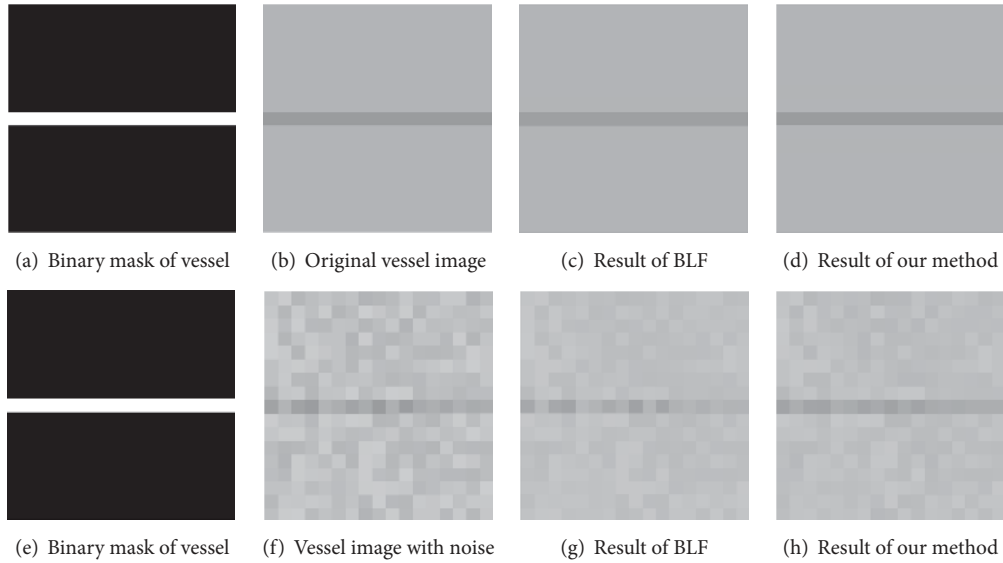 (a) Binary mask of vessel
(b) Original vessel image
(c) Result of BLF
(d) Result of our method
(e) Binary mask of vessel
(f) Vessel image with noise
(g) Result of BLF
(h) Result of our method